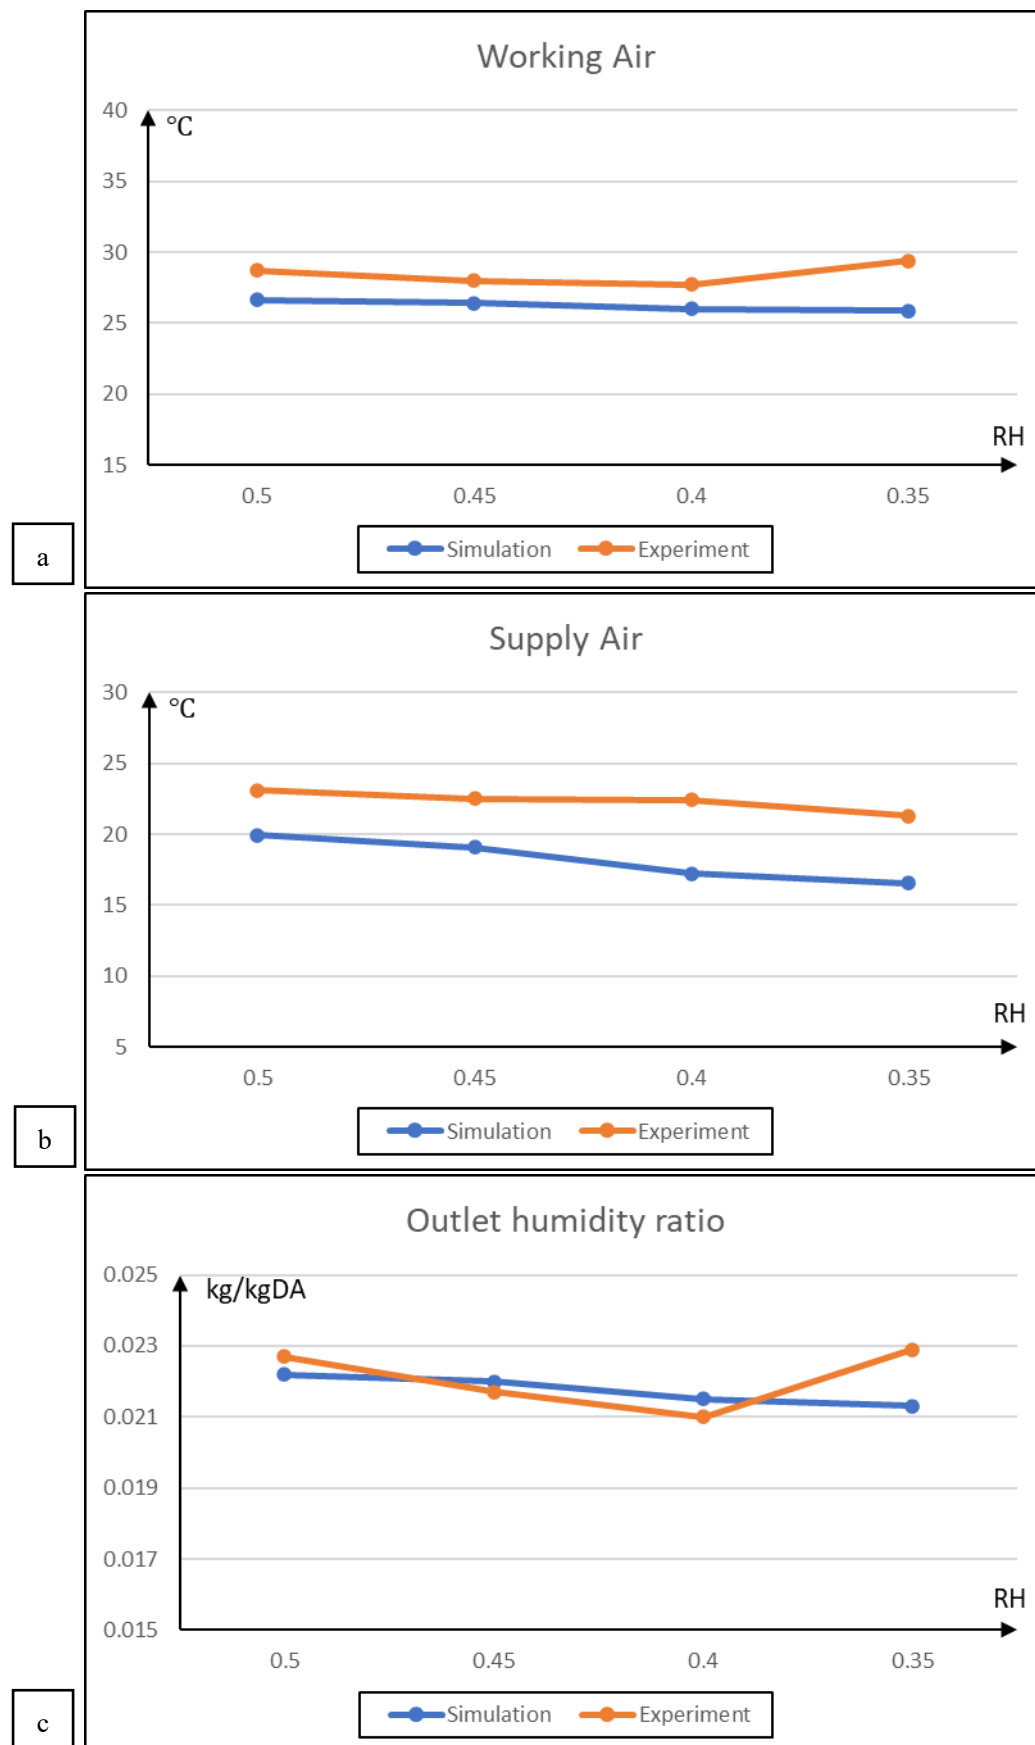 Working Air
40
°C
35
30
25
20
RH
15
0.5 0.45 0.4 0.35
a
Simulation Experiment
Supply Air
30
°C
25
20
15
10
RH
5
0.5 0.45 0.4 0.35
b
Simulation Experiment
Outlet humidity ratio
0.025
kg/kgDA
0.023
0.021
0.019
0.017
RH
0.015
0.5 0.45 0.4 0.35
c
Simulation Experiment